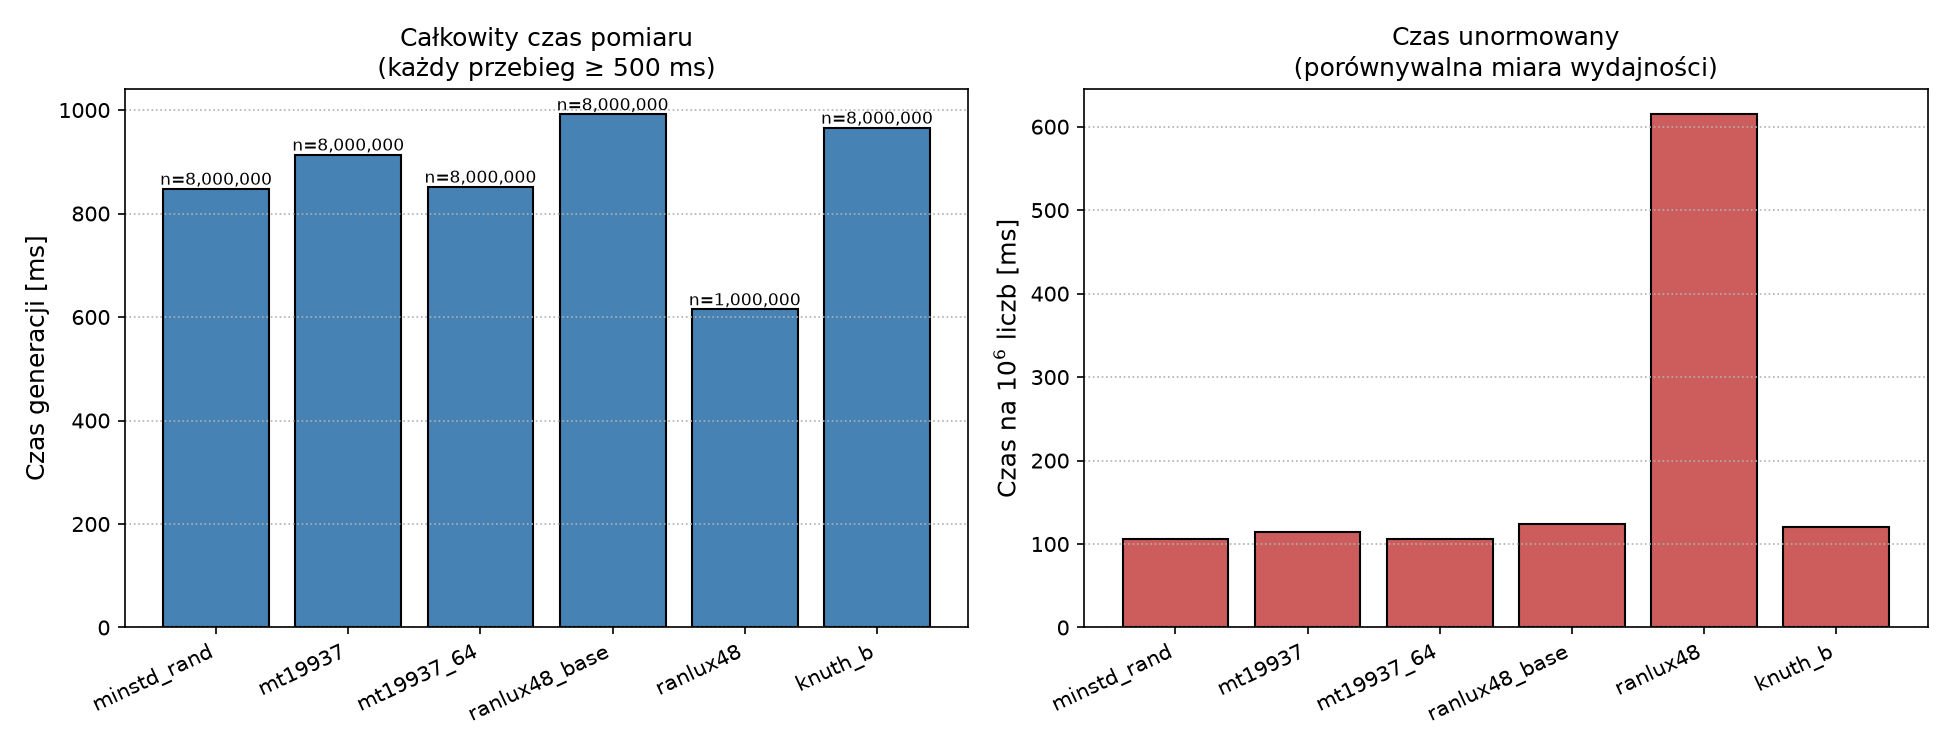 Całkowity czas pomiaru
(każdy przebieg ≥ 500 ms)
Czas generacji [ms]
1000
800
600
400
200
0
n=8,000,000
n=8,000,000
n=8,000,000
n=8,000,000
n=1,000,000
n=8,000,000
minstd_rand
mt19937
mt19937_64
ranlux48_base
ranlux48
knuth_b
Czas unormowany
(porównywalna miara wydajności)
Czas na 10⁶ liczb [ms]
600
500
400
300
200
100
0
minstd_rand
mt19937
mt19937_64
ranlux48_base
ranlux48
knuth_b